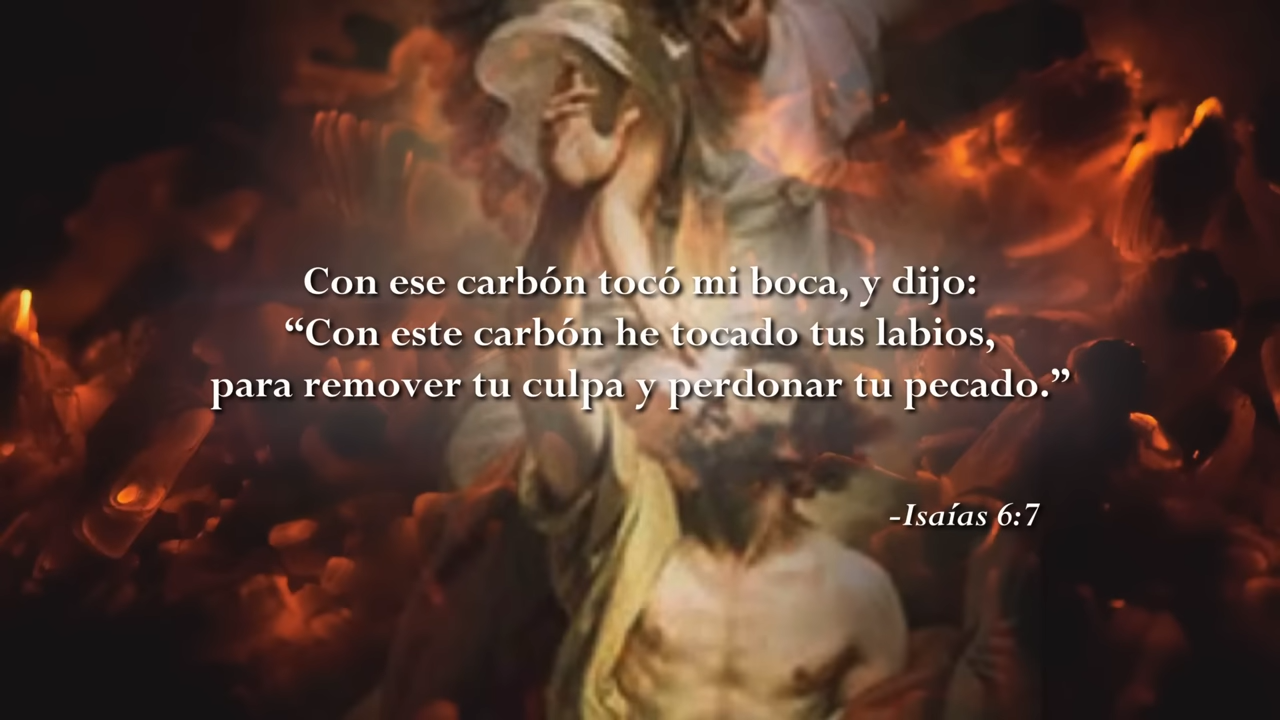 Con ese carbón tocó mi boca, y dijo:
“Con este carbón he tocado tus labios,
para remover tu culpa y perdonar tu pecado.”
-Isaías 6:7